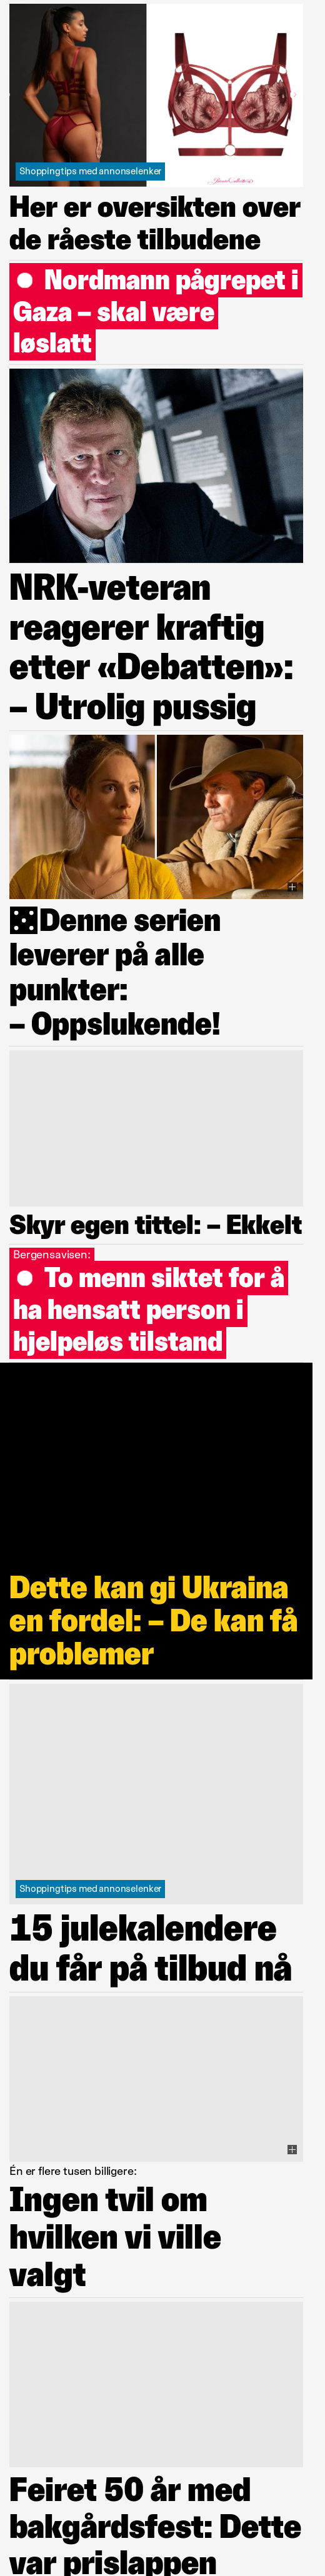 Shoppingtips med annonselenker
Her er oversikten over
de råeste tilbudene
Nordmann pågrepet i
Gaza – skal være
løslatt
NRK-veteran
reagerer kraftig
etter «Debatten»:
– Utrolig pussig
Denne serien
leverer på alle
punkter:
– Oppslukende!
Skyr egen tittel: – Ekkelt
Bergensavisen:
To menn siktet for å
ha hensatt person i
hjelpeløs tilstand
Dette kan gi Ukraina
en fordel: – De kan få
problemer
Shoppingtips med annonselenker
15 julekalendere
du får på tilbud nå
Én er flere tusen billigere:
Ingen tvil om
hvilken vi ville
valgt
Feiret 50 år med
bakgårdsfest: Dette
var prislappen